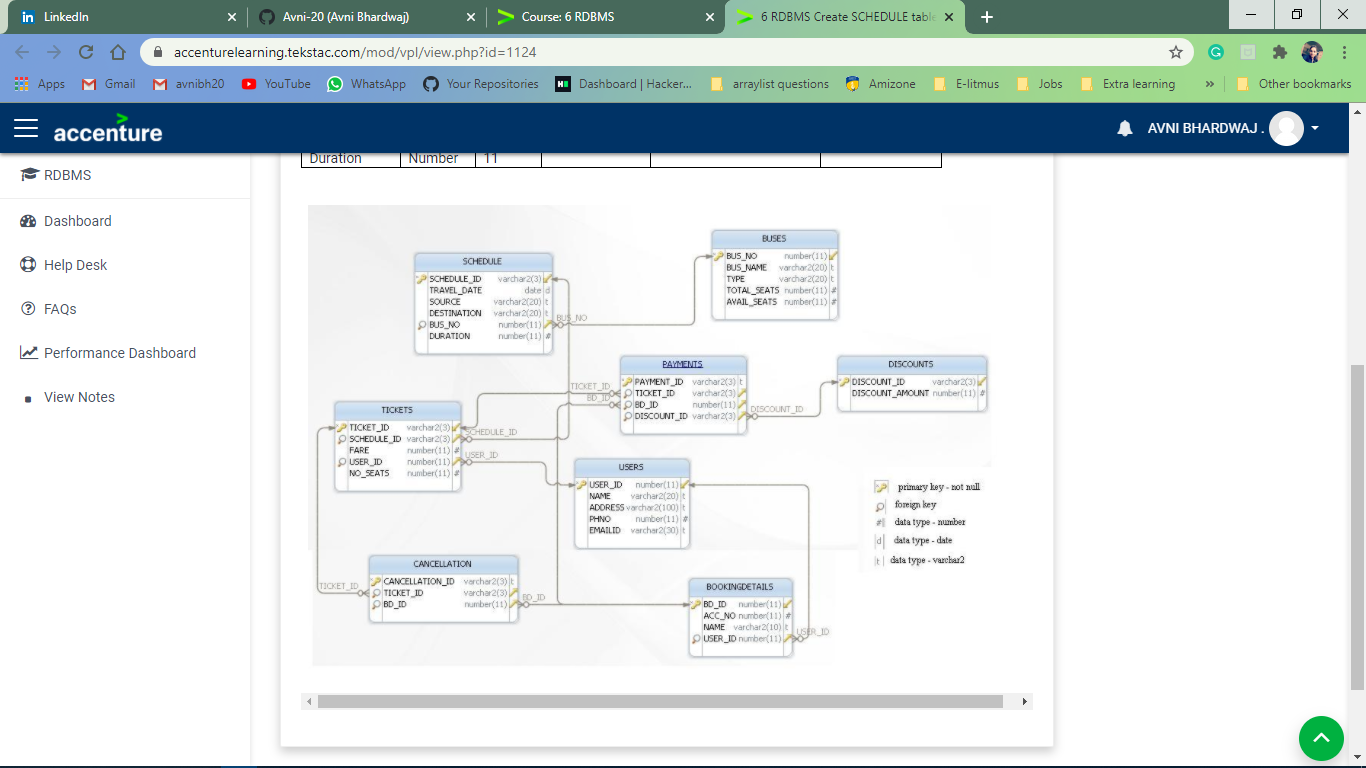 LinkedIn
Avni-20 (Avni Bhardwaj)
Course: 6 RDBMS
6 RDBMS Create SCHEDULE table
accenturelearning.tekstac.com/mod/vpl/view.php?id=1124
Apps
Gmail
avnibh20
YouTube
WhatsApp
Your Repositories
Dashboard | Hacker...
arraylist questions
Amizone
E-litmus
Jobs
Extra learning
»
Other bookmarks
accenture
AVNI BHARDWAJ .
RDBMS
Dashboard
Help Desk
FAQs
Performance Dashboard
View Notes
Duration Number 11
SCHEDULE
SCHEDULE_ID varchar2(3)
TRAVEL_DATE date d
SOURCE varchar2(20) t
DESTINATION varchar2(20) t
BUS_NO number(11)
DURATION number(11) #
BUS_NO
BUSES
BUS_NO number(11)
BUS_NAME varchar2(20) t
TYPE varchar2(20) t
TOTAL_SEATS number(11) #
AVAIL_SEATS number(11) #
PAYMENTS
PAYMENT_ID varchar2(3) t
TICKET_ID varchar2(3)
BD_ID number(11)
DISCOUNT_ID varchar2(3)
TICKET_ID
BD_ID
DISCOUNT_ID
DISCOUNTS
DISCOUNT_ID varchar2(3)
DISCOUNT_AMOUNT number(11) #
TICKETS
TICKET_ID varchar2(3)
SCHEDULE_ID varchar2(3)
FARE number(11) #
USER_ID number(11)
NO_SEATS number(11) #
SCHEDULE_ID
USER_ID
USERS
USER_ID number(11)
NAME varchar2(20) t
ADDRESS varchar2(100) t
PHNO number(11) #
EMAILID varchar2(30) t
primary key - not null
foreign key
# data type - number
d data type - date
t data type - varchar2
CANCELLATION
CANCELLATION_ID varchar2(3) t
TICKET_ID varchar2(3)
BD_ID number(11)
TICKET_ID
BD_ID
BOOKINGDETAILS
BD_ID number(11)
ACC_NO number(11) #
NAME varchar2(10) t
USER_ID number(11)
USER_ID